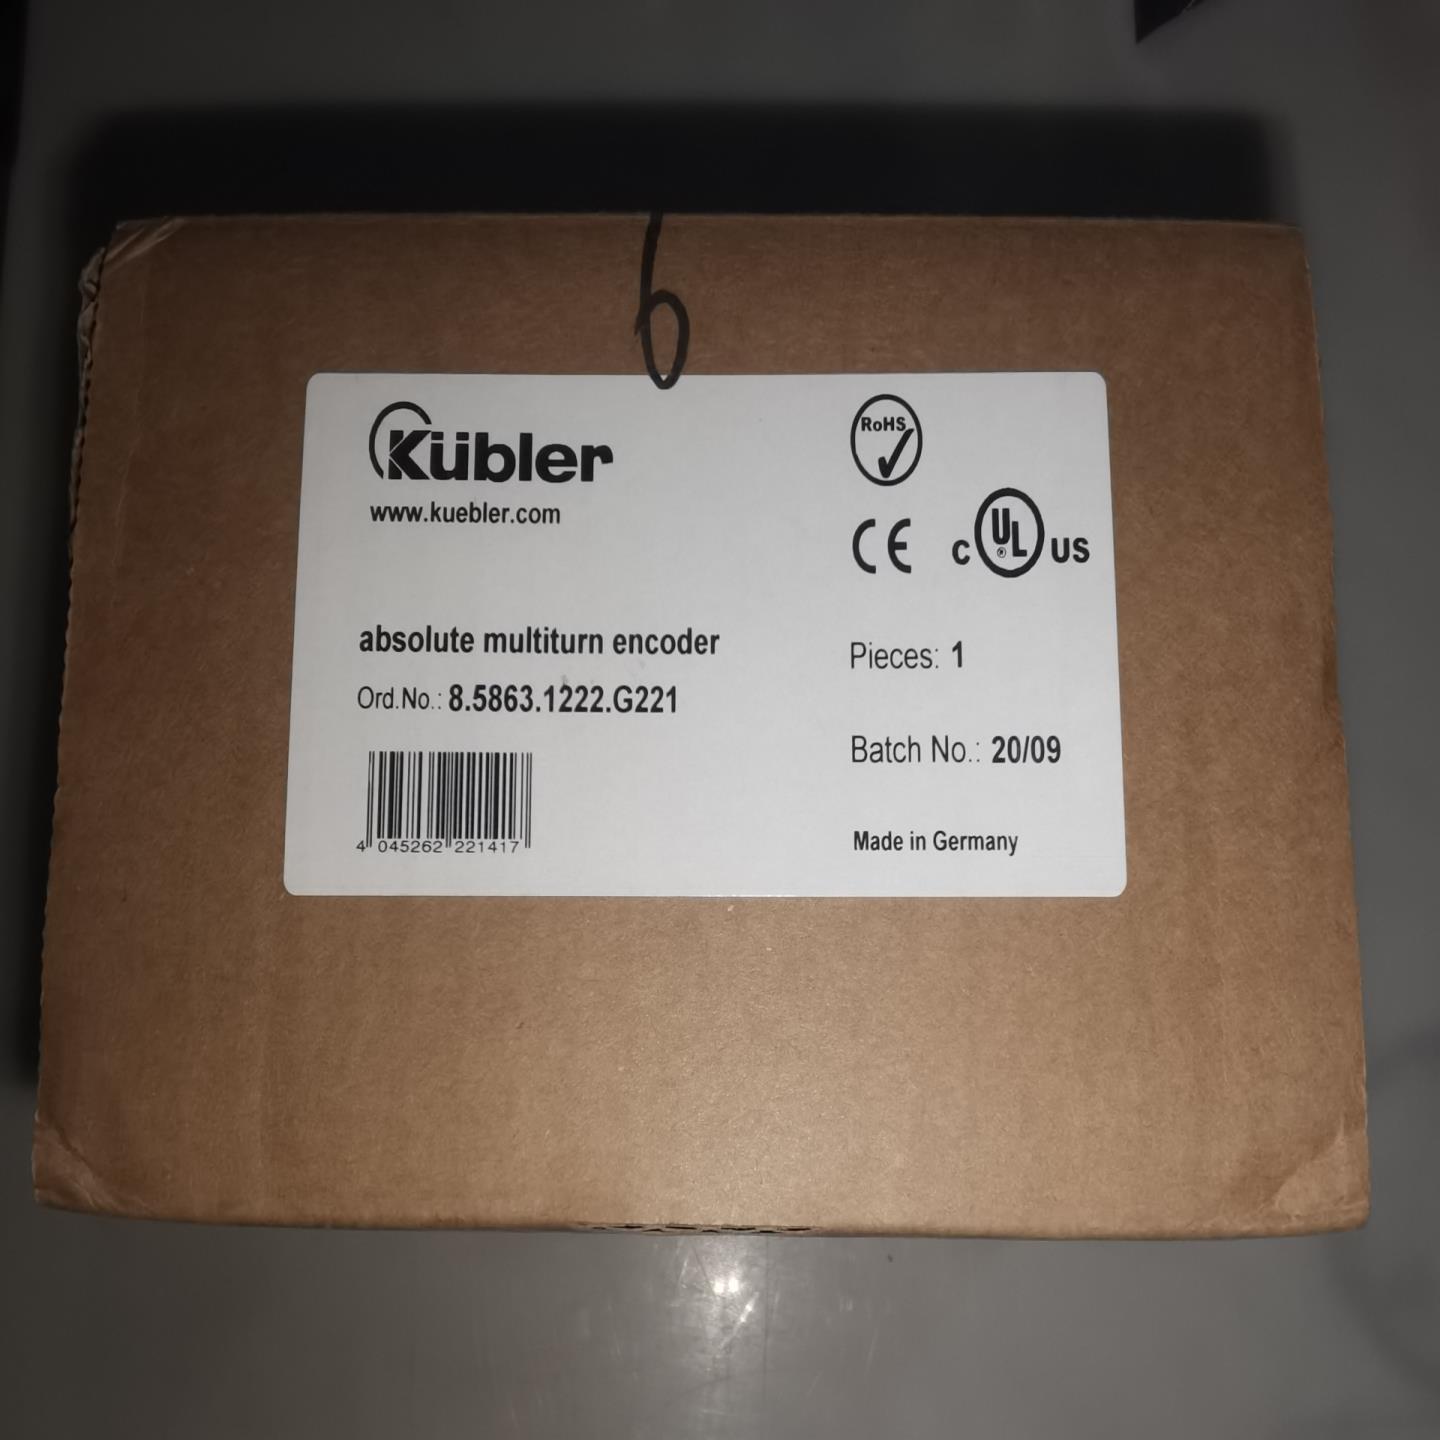 6
Kübler
www.kuebler.com
RoHS
CE
c UL® US
absolute multiturn encoder
Ord.No.: 8.5863.1222.G221
Pieces: 1
Batch No.: 20/09
4 045262 221417
Made in Germany